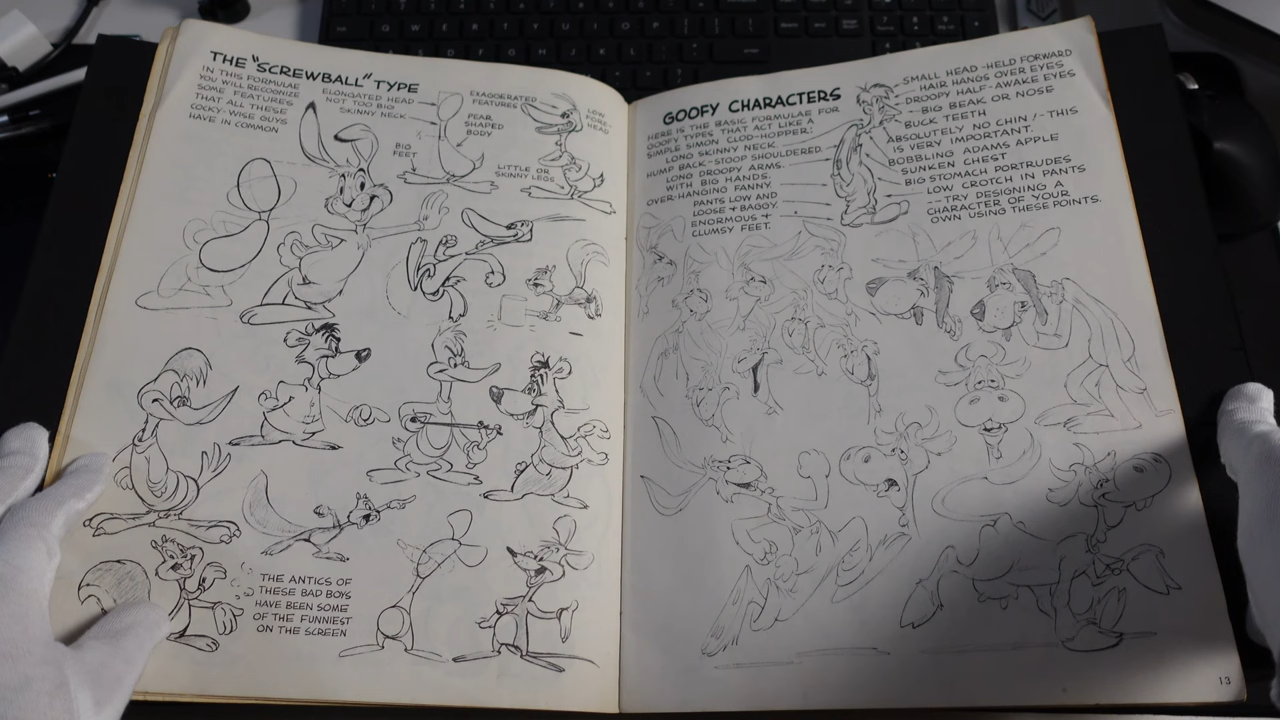 THE "SCREWBALL" TYPE
IN THIS FORMULAE
YOU WILL RECOGNIZE
SOME FEATURES
THAT ALL THESE
COCKY-WISE GUYS
HAVE IN COMMON
ELONGATED HEAD
NOT TOO BIG
SKINNY NECK
BIG
FEET
EXAGGERATED
FEATURES
PEAR
SHAPED
BODY
LOW
FORE-
HEAD
LITTLE OR
SKINNY LEGS
THE ANTICS OF
THESE BAD BOYS
HAVE BEEN SOME
OF THE FUNNIEST
ON THE SCREEN
GOOFY CHARACTERS
HERE IS THE BASIC FORMULAE FOR
GOOFY TYPES THAT ACT LIKE A
SIMPLE SIMON CLOD-HOPPER:
LONG SKINNY NECK.
HUMP BACK-STOOP SHOULDERED.
LONG DROOPY ARMS.
WITH BIG HANDS.
OVER-HANGING FANNY.
PANTS LOW AND
LOOSE + BAGGY.
ENORMOUS +
CLUMSY FEET.
SMALL HEAD-HELD FORWARD
HAIR HANGS OVER EYES
DROOPY HALF-AWAKE EYES
BIG BEAK OR NOSE
BUCK TEETH
ABSOLUTELY NO CHIN!-THIS
IS VERY IMPORTANT.
BOBBLING ADAMS APPLE
SUNKEN CHEST
BIG STOMACH PORTRUDES
LOW CROTCH IN PANTS
--TRY DESIGNING A
CHARACTER OF YOUR
OWN USING THESE POINTS.
13